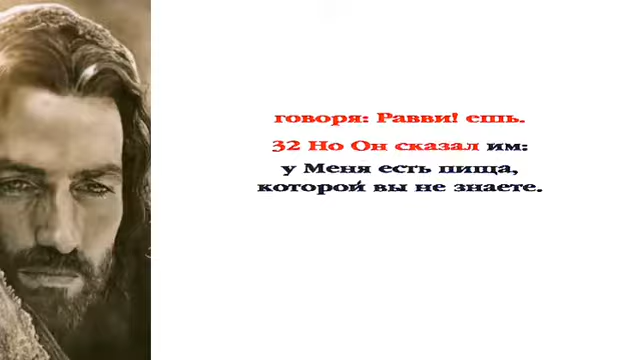 говоря: Равви! ешь.
32 Но Он сказал им:
у Меня есть пища,
которой вы не знаете.